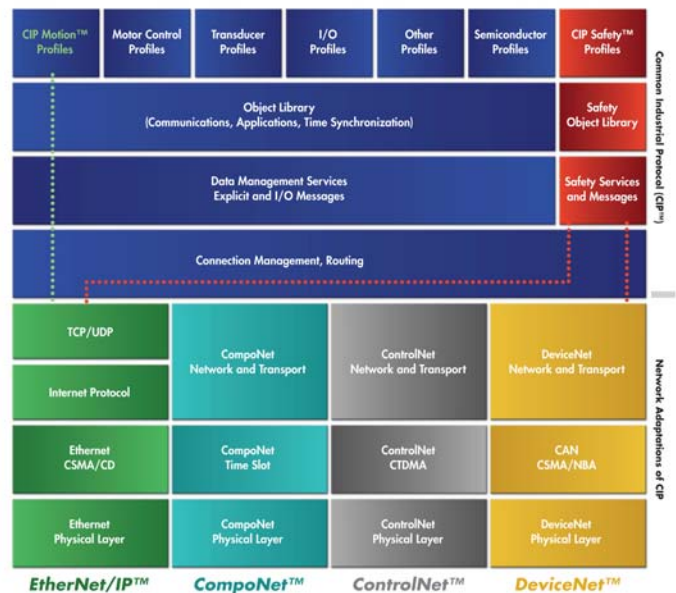 CIP Motion™
Profiles
Motor Control
Profiles
Transducer
Profiles
I/O
Profiles
Other
Profiles
Semiconductor
Profiles
CIP Safety™
Profiles
Object Library
(Communications, Applications, Time Synchronization)
Safety
Object Library
Data Management Services
Explicit and I/O Messages
Safety Services
and Messages
Connection Management, Routing
Common Industrial Protocol (CIP™)
TCP/UDP
Internet Protocol
CompoNet
Network and Transport
ControlNet
Network and Transport
DeviceNet
Network and Transport
Ethernet
CSMA/CD
CompoNet
Time Slot
ControlNet
CTDMA
CAN
CSMA/NBA
Ethernet
Physical Layer
CompoNet
Physical Layer
ControlNet
Physical Layer
DeviceNet
Physical Layer
Network Adaptations of CIP
EtherNet/IP™
CompoNet™
ControlNet™
DeviceNet™